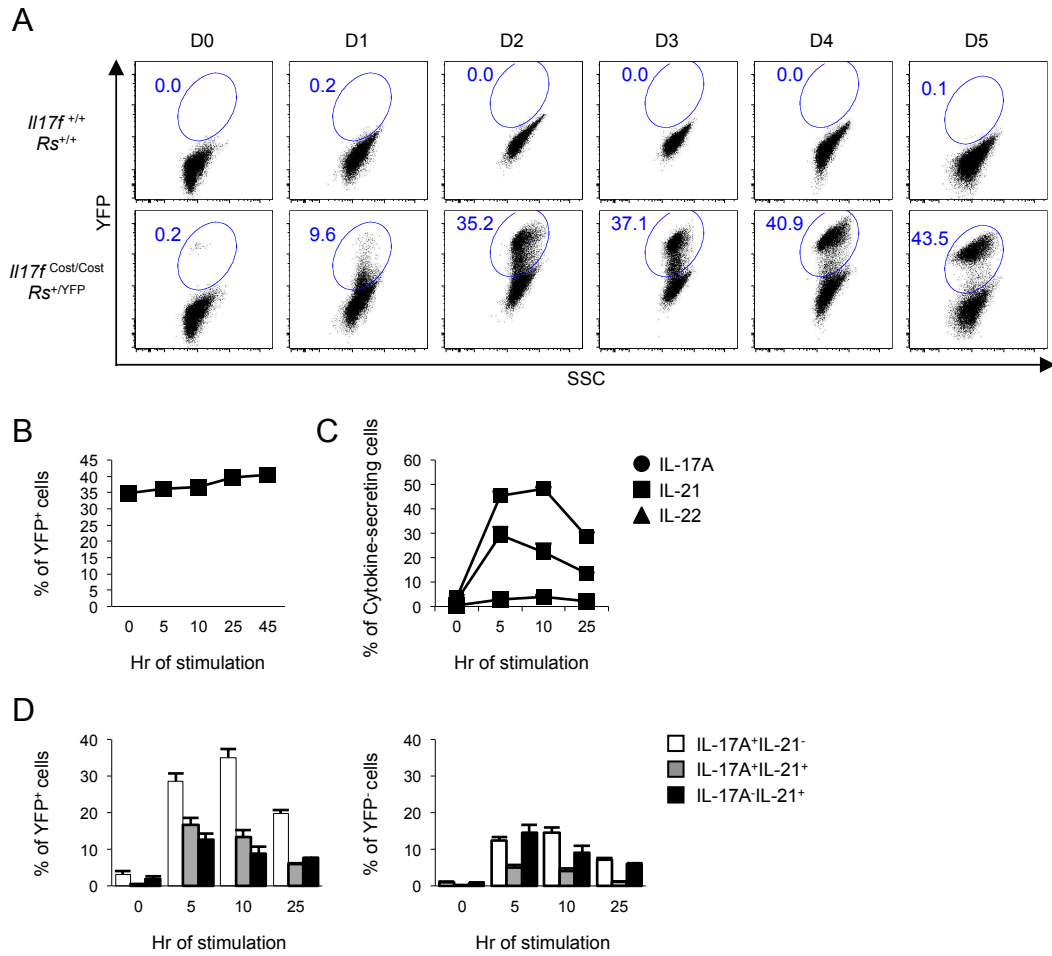 A
D0 D1 D2 D3 D4 D5
0.0 0.2 0.0 0.0 0.0 0.1
Il17f +/+
Rs+/+
YFP
0.2 9.6 35.2 37.1 40.9 43.5
Il17f Cost/Cost
Rs+/YFP
SSC
B
% of YFP+ cells
45
40
35
30
25
20
15
10
5
0
0 5 10 25 45
Hr of stimulation
C
% of Cytokine-secreting cells
60
50
40
30
20
10
0
0 5 10 25
Hr of stimulation
IL-17A
IL-21
IL-22
D
% of YFP+ cells
40
30
20
10
0
0 5 10 25
Hr of stimulation
% of YFP- cells
40
30
20
10
0
0 5 10 25
Hr of stimulation
IL-17A+IL-21-
IL-17A+IL-21+
IL-17A-IL-21+